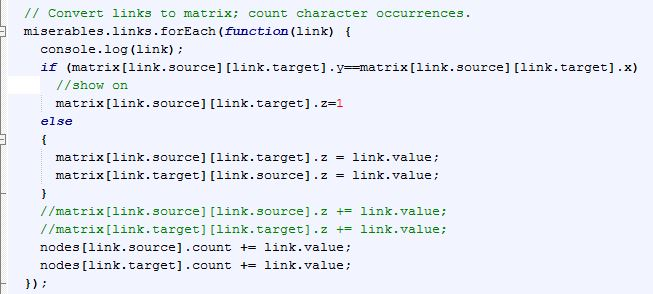 // Convert links to matrix; count character occurrences.
miserables.links.forEach(function(link) {
  console.log(link);
  if (matrix[link.source][link.target].y==matrix[link.source][link.target].x)
    //show on
    matrix[link.source][link.target].z=1
  else
  {
    matrix[link.source][link.target].z = link.value;
    matrix[link.target][link.source].z = link.value;
  }
  //matrix[link.source][link.source].z += link.value;
  //matrix[link.target][link.target].z += link.value;
  nodes[link.source].count += link.value;
  nodes[link.target].count += link.value;
});